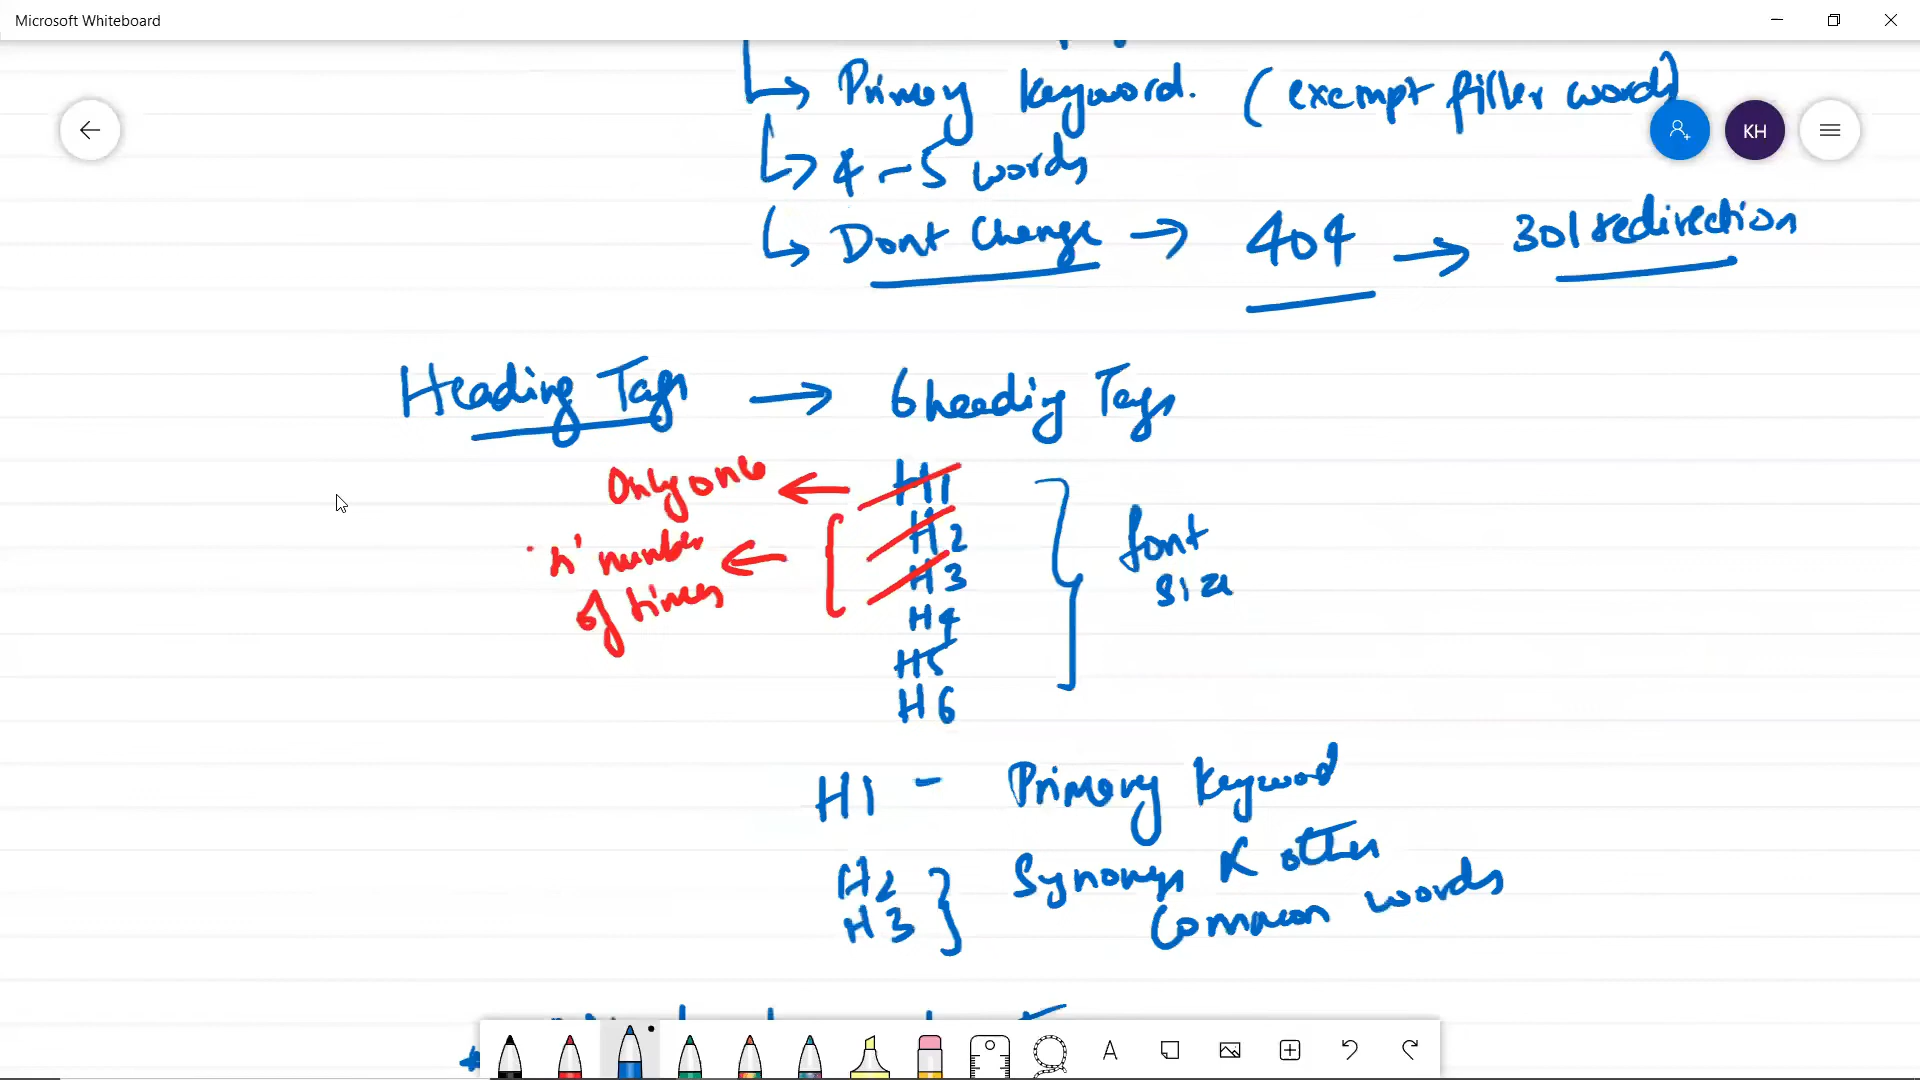 Microsoft Whiteboard
↳ Primary Keyword. (exempt filler words)
KH
↳ 4-5 words
↳ Dont Change → 404 → 301 redirection
Heading Tags → 6 heading Tags
Only one ← H1
H2
'n' number ← H3
of times H4
H5
H6
font
size
H1 - Primary Keyword
H2 } Synonyms & other
H3 common words
A